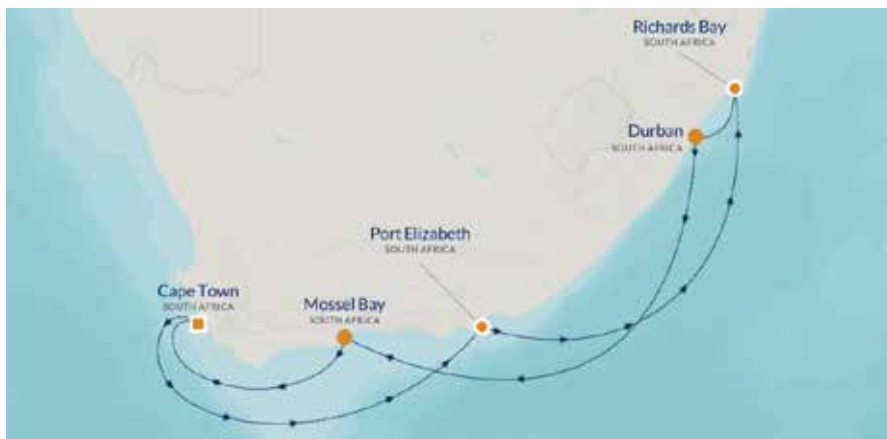 Richards Bay
SOUTH AFRICA
Durban
SOUTH AFRICA
Port Elizabeth
SOUTH AFRICA
Cape Town
SOUTH AFRICA
Mossel Bay
SOUTH AFRICA